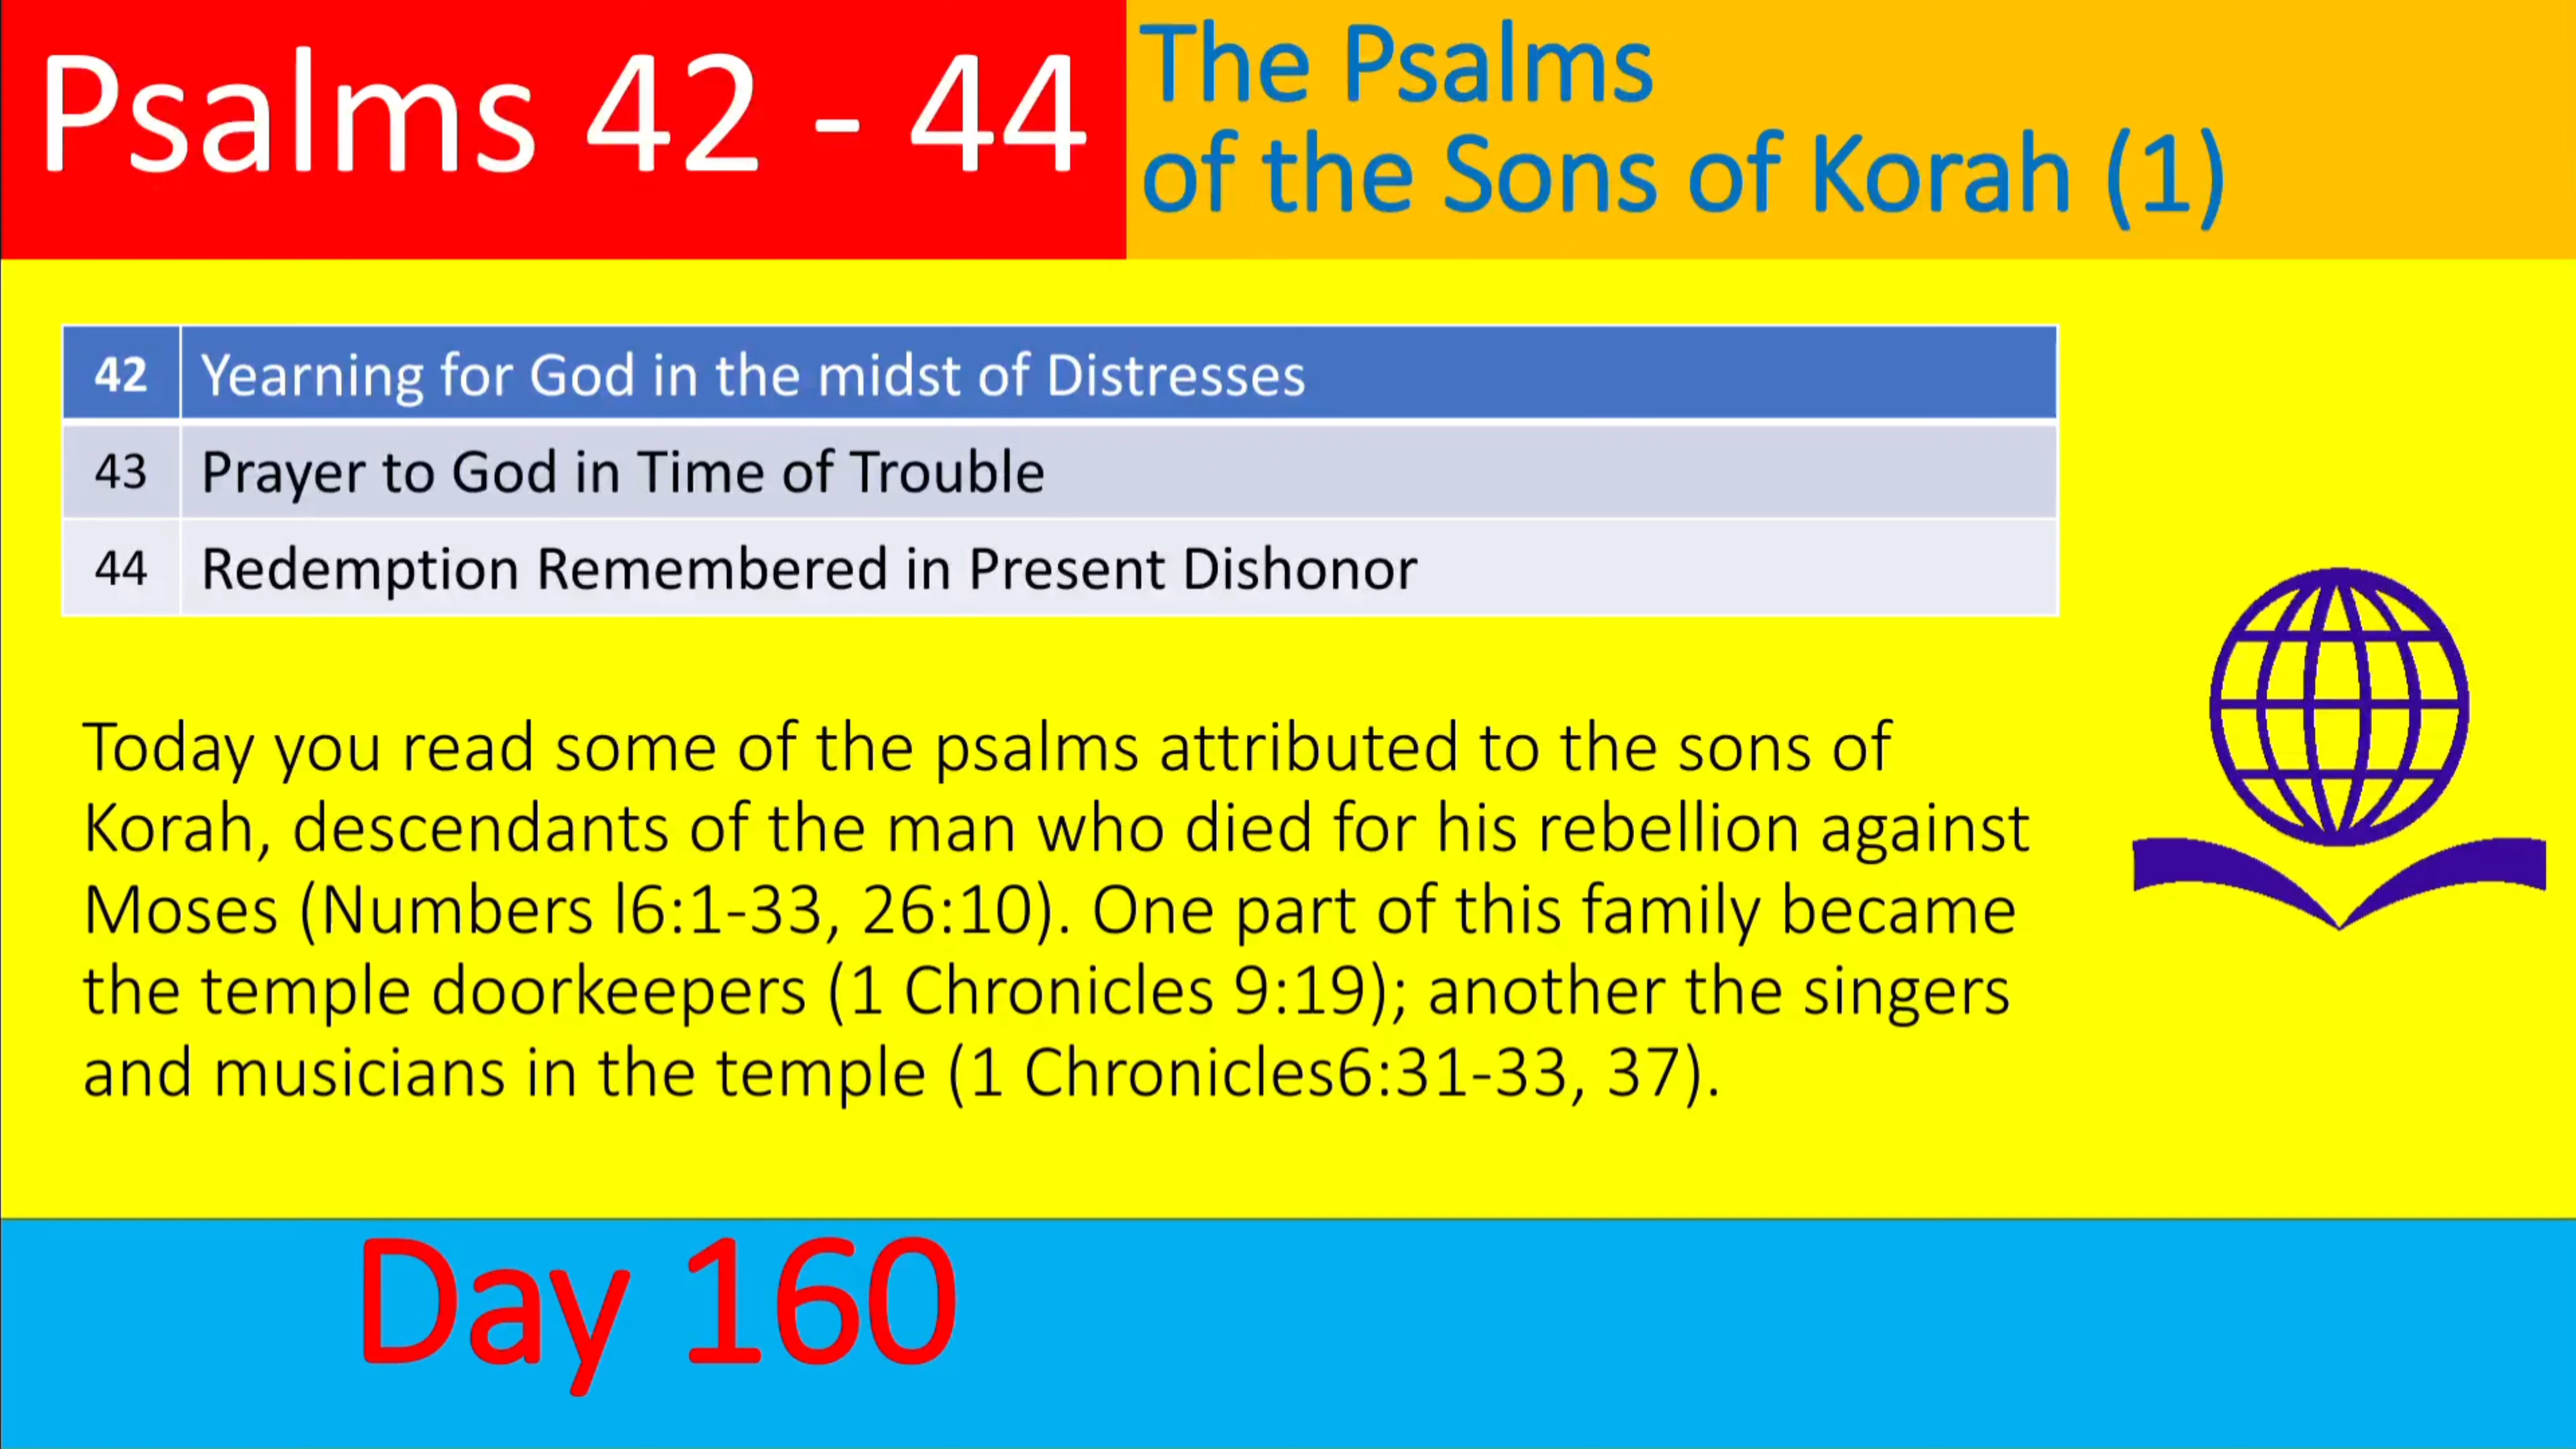 Psalms 42 - 44
The Psalms
of the Sons of Korah (1)
42 Yearning for God in the midst of Distresses
43 Prayer to God in Time of Trouble
44 Redemption Remembered in Present Dishonor
Today you read some of the psalms attributed to the sons of
Korah, descendants of the man who died for his rebellion against
Moses (Numbers l6:1-33, 26:10). One part of this family became
the temple doorkeepers (1 Chronicles 9:19); another the singers
and musicians in the temple (1 Chronicles6:31-33, 37).
Day 160